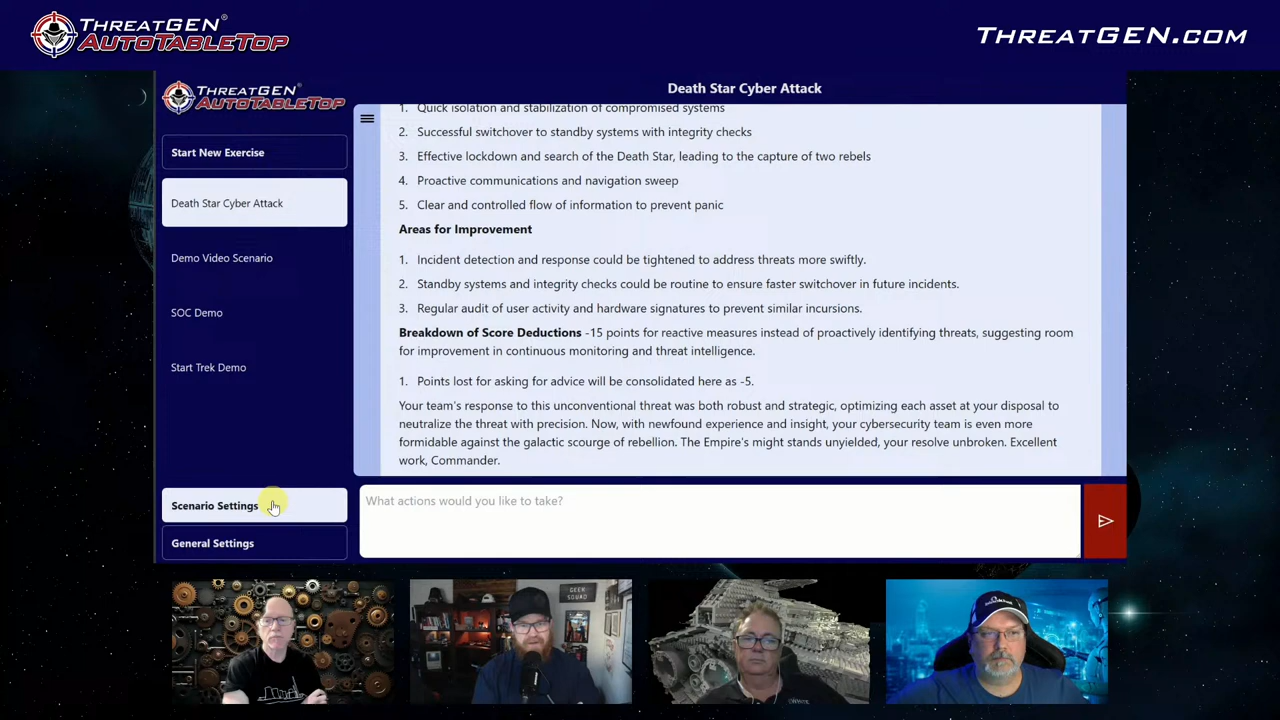 THREATGEN®
AUTOTABLETOP
THREATGEN.COM
THREATGEN®
AUTOTABLETOP
Death Star Cyber Attack
Start New Exercise
Death Star Cyber Attack
Demo Video Scenario
SOC Demo
Start Trek Demo
Scenario Settings
General Settings
1. Quick isolation and stabilization of compromised systems
2. Successful switchover to standby systems with integrity checks
3. Effective lockdown and search of the Death Star, leading to the capture of two rebels
4. Proactive communications and navigation sweep
5. Clear and controlled flow of information to prevent panic
Areas for Improvement
1. Incident detection and response could be tightened to address threats more swiftly.
2. Standby systems and integrity checks could be routine to ensure faster switchover in future incidents.
3. Regular audit of user activity and hardware signatures to prevent similar incursions.
Breakdown of Score Deductions -15 points for reactive measures instead of proactively identifying threats, suggesting room
for improvement in continuous monitoring and threat intelligence.
1. Points lost for asking for advice will be consolidated here as -5.
Your team's response to this unconventional threat was both robust and strategic, optimizing each asset at your disposal to
neutralize the threat with precision. Now, with newfound experience and insight, your cybersecurity team is even more
formidable against the galactic scourge of rebellion. The Empire's might stands unyielded, your resolve unbroken. Excellent
work, Commander.
What actions would you like to take?
GEEK
SQUAD